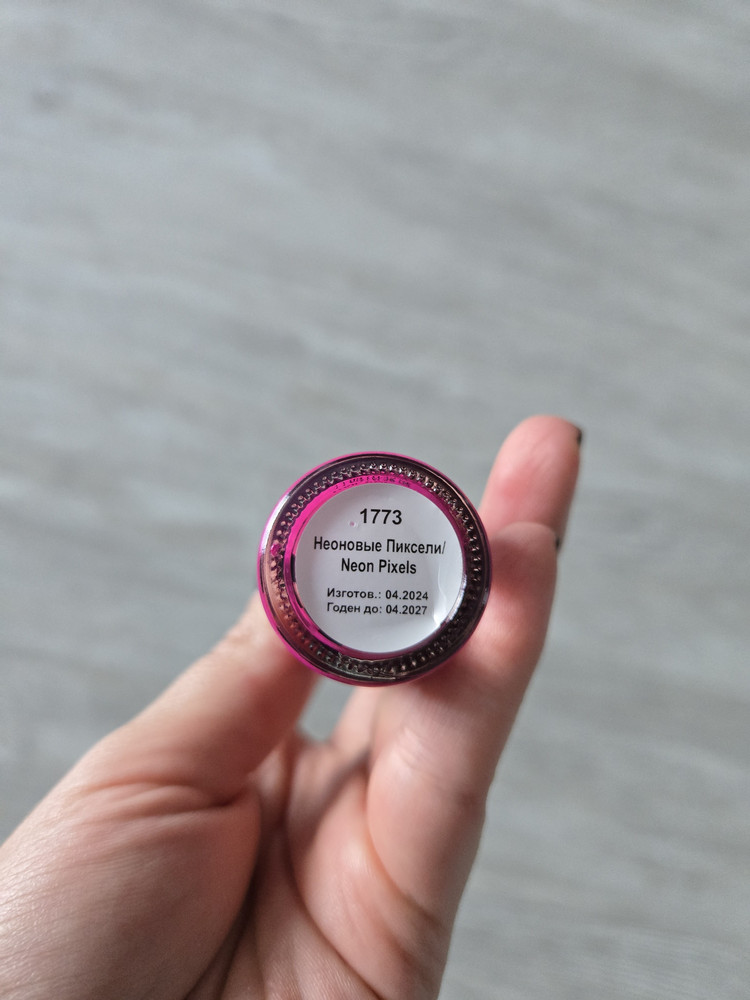 1773
Неоновые Пиксели/
Neon Pixels
Изготов.: 04.2024
Годен до: 04.2027